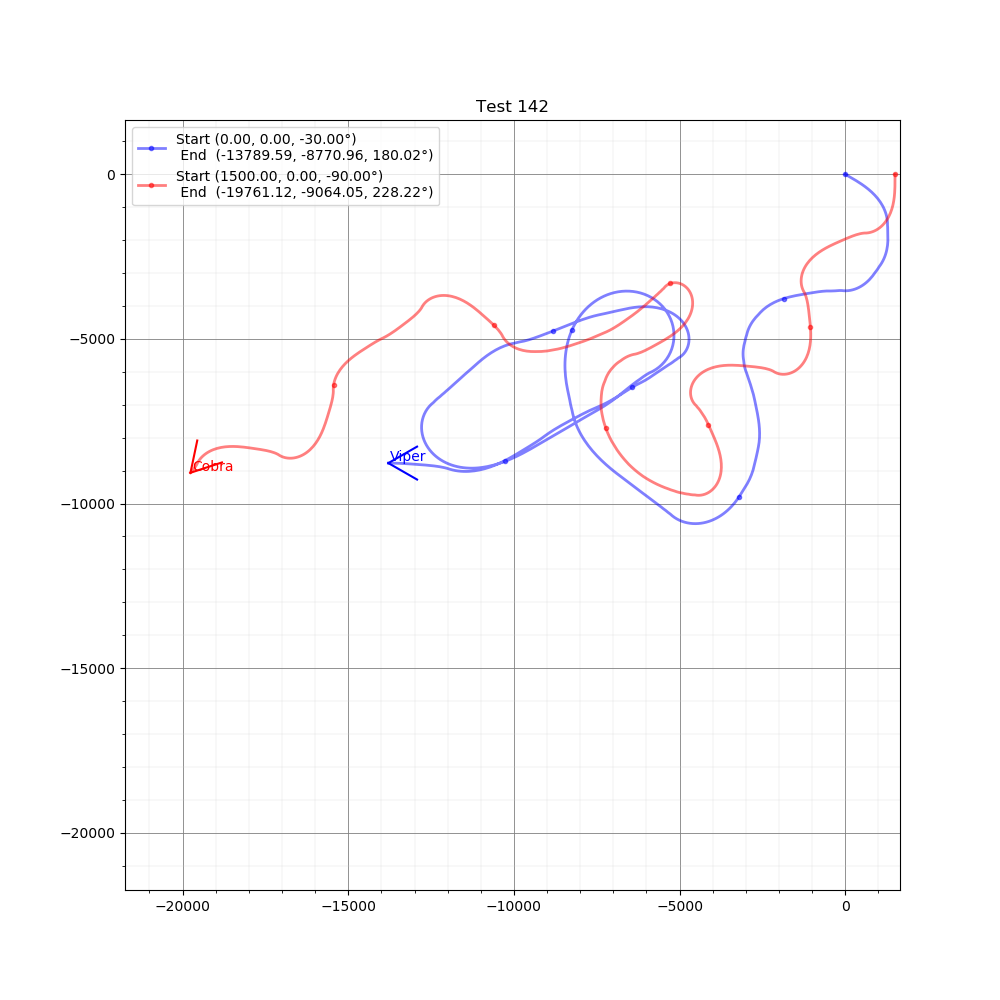 Test 142
Start (0.00, 0.00, -30.00°)
End (-13789.59, -8770.96, 180.02°)
Start (1500.00, 0.00, -90.00°)
End (-19761.12, -9064.05, 228.22°)
0
−5000
−10000
−15000
−20000
Cobra
Viper
−20000 −15000 −10000 −5000 0